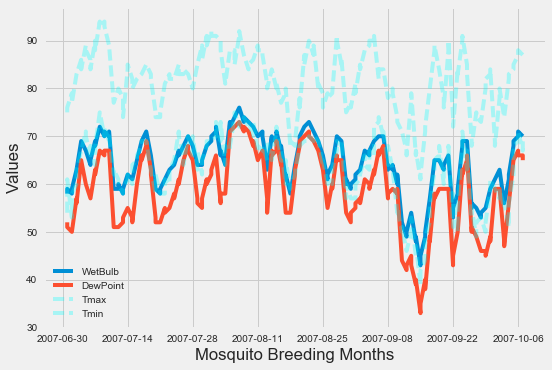 90
80
70
60
50
40
30
Values
WetBulb
DewPoint
Tmax
Tmin
2007-06-30 2007-07-14 2007-07-28 2007-08-11 2007-08-25 2007-09-08 2007-09-22 2007-10-06
Mosquito Breeding Months